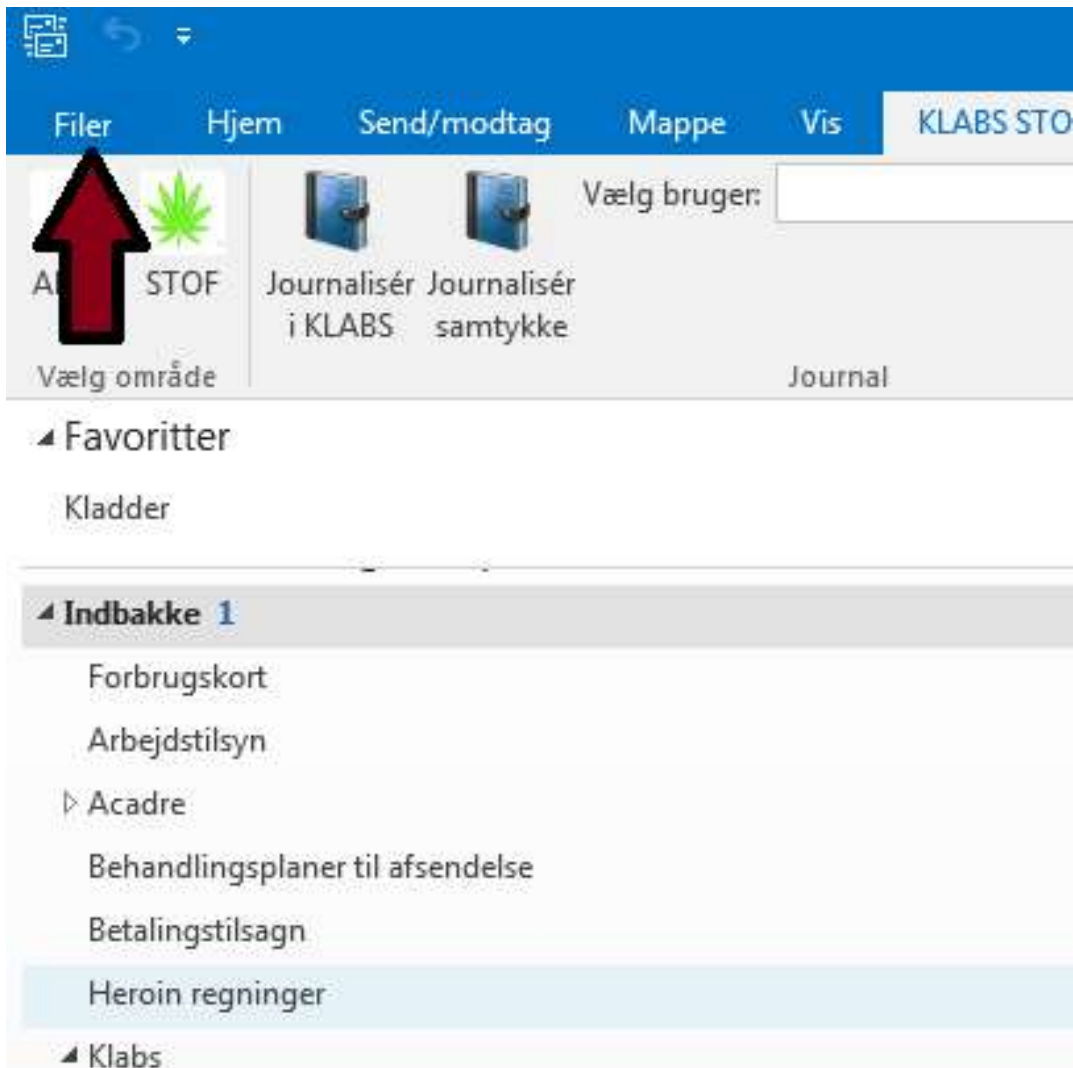 Filer Hjem Send/modtag Mappe Vis KLABS STO
Vælg bruger:
STOF Journalisér Journalisér
i KLABS samtykke
Vælg område Journal
Favoritter
Kladder
Indbakke 1
Forbrugskort
Arbejdstilsyn
Acadre
Behandlingsplaner til afsendelse
Betalingstilsagn
Heroin regninger
Klabs